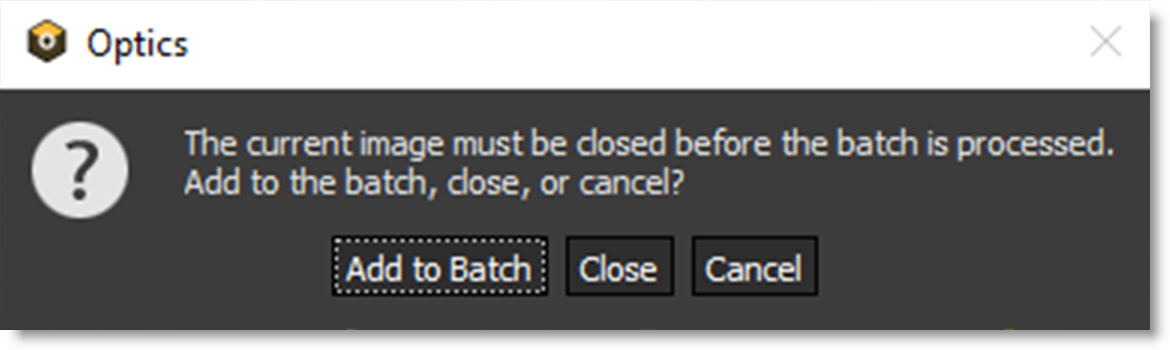 Optics
The current image must be closed before the batch is processed.
Add to the batch, close, or cancel?
Add to Batch Close Cancel